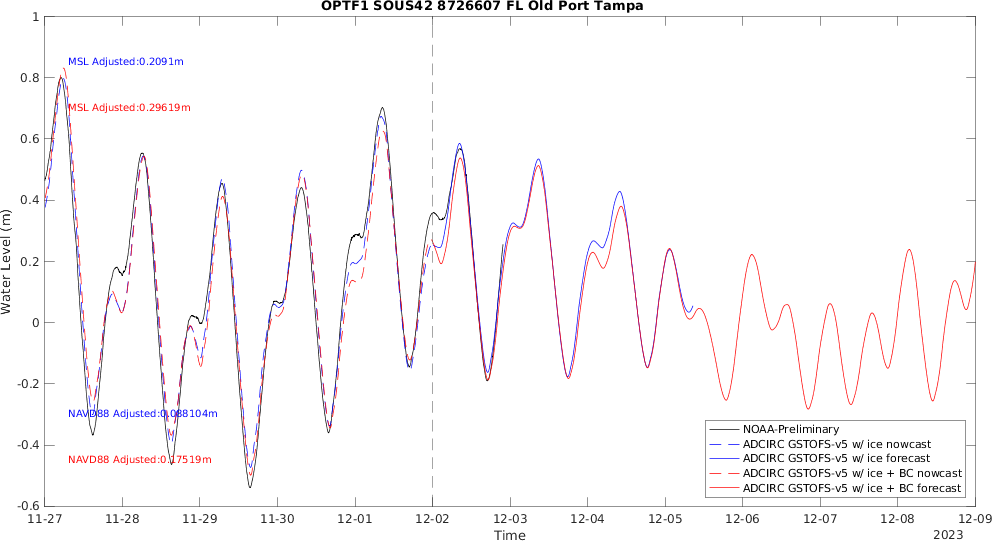 OPTF1 SOUS42 8726607 FL Old Port Tampa
Water Level (m)
1
0.8
0.6
0.4
0.2
0
-0.2
-0.4
-0.6
MSL Adjusted:0.2091m
MSL Adjusted:0.29619m
NAVD88 Adjusted:0.088104m
NAVD88 Adjusted:0.17519m
NOAA-Preliminary
ADCIRC GSTOFS-v5 w/ ice nowcast
ADCIRC GSTOFS-v5 w/ ice forecast
ADCIRC GSTOFS-v5 w/ ice + BC nowcast
ADCIRC GSTOFS-v5 w/ ice + BC forecast
11-27 11-28 11-29 11-30 12-01 12-02 12-03 12-04 12-05 12-06 12-07 12-08 12-09
Time
2023